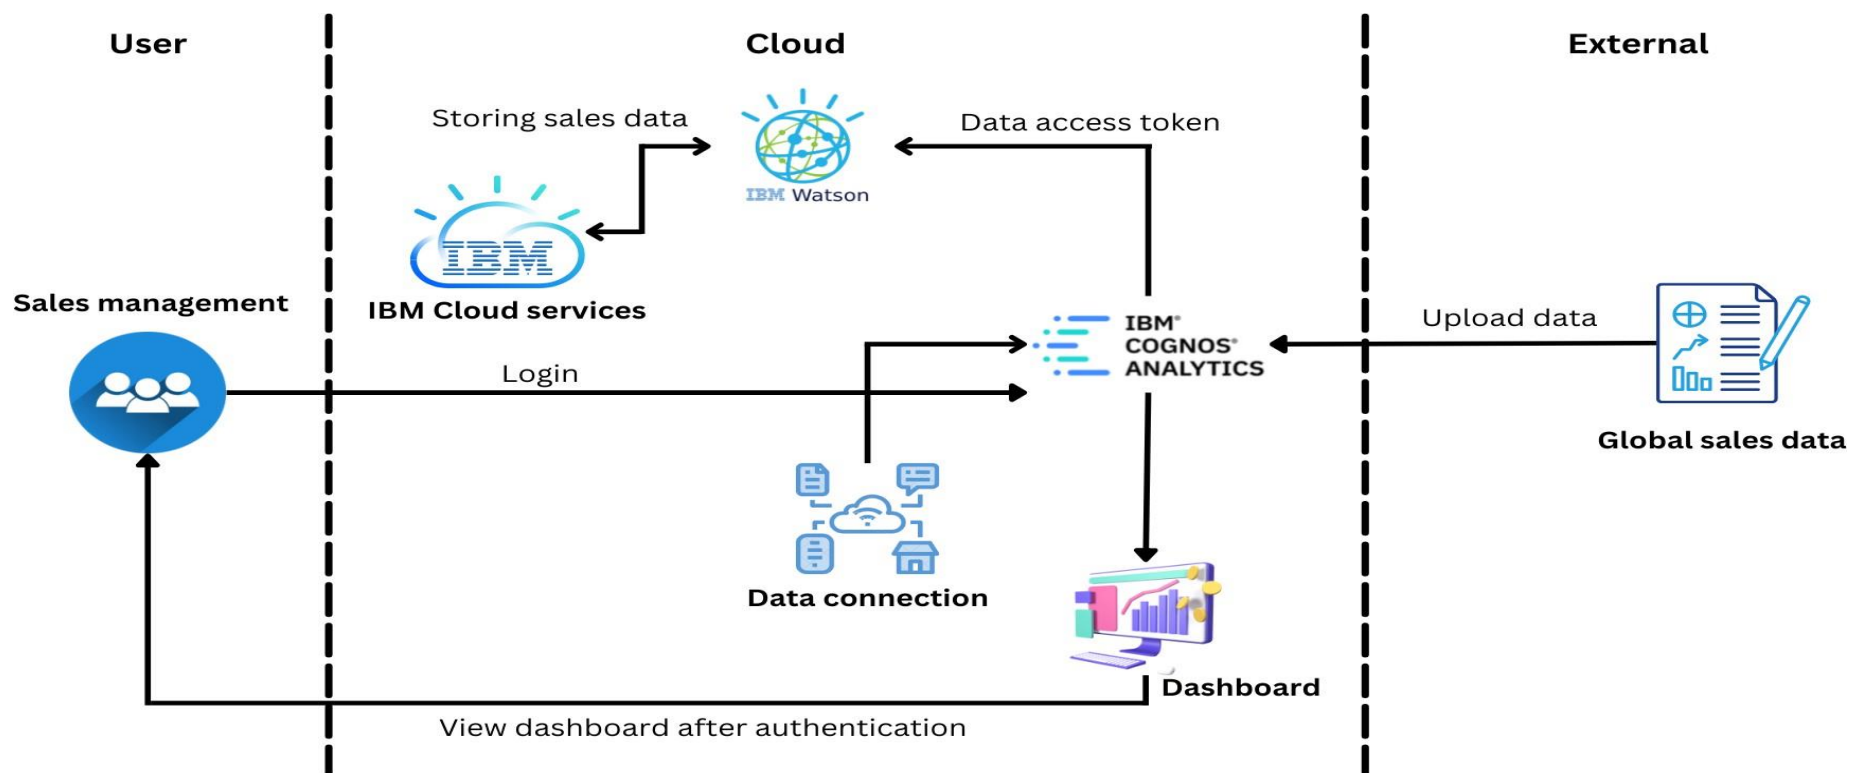 User
Cloud
External
Storing sales data
Data access token
IBM Watson
IBM
IBM Cloud services
Sales management
IBM®
COGNOS®
ANALYTICS
Upload data
Login
Global sales data
Data connection
Dashboard
View dashboard after authentication